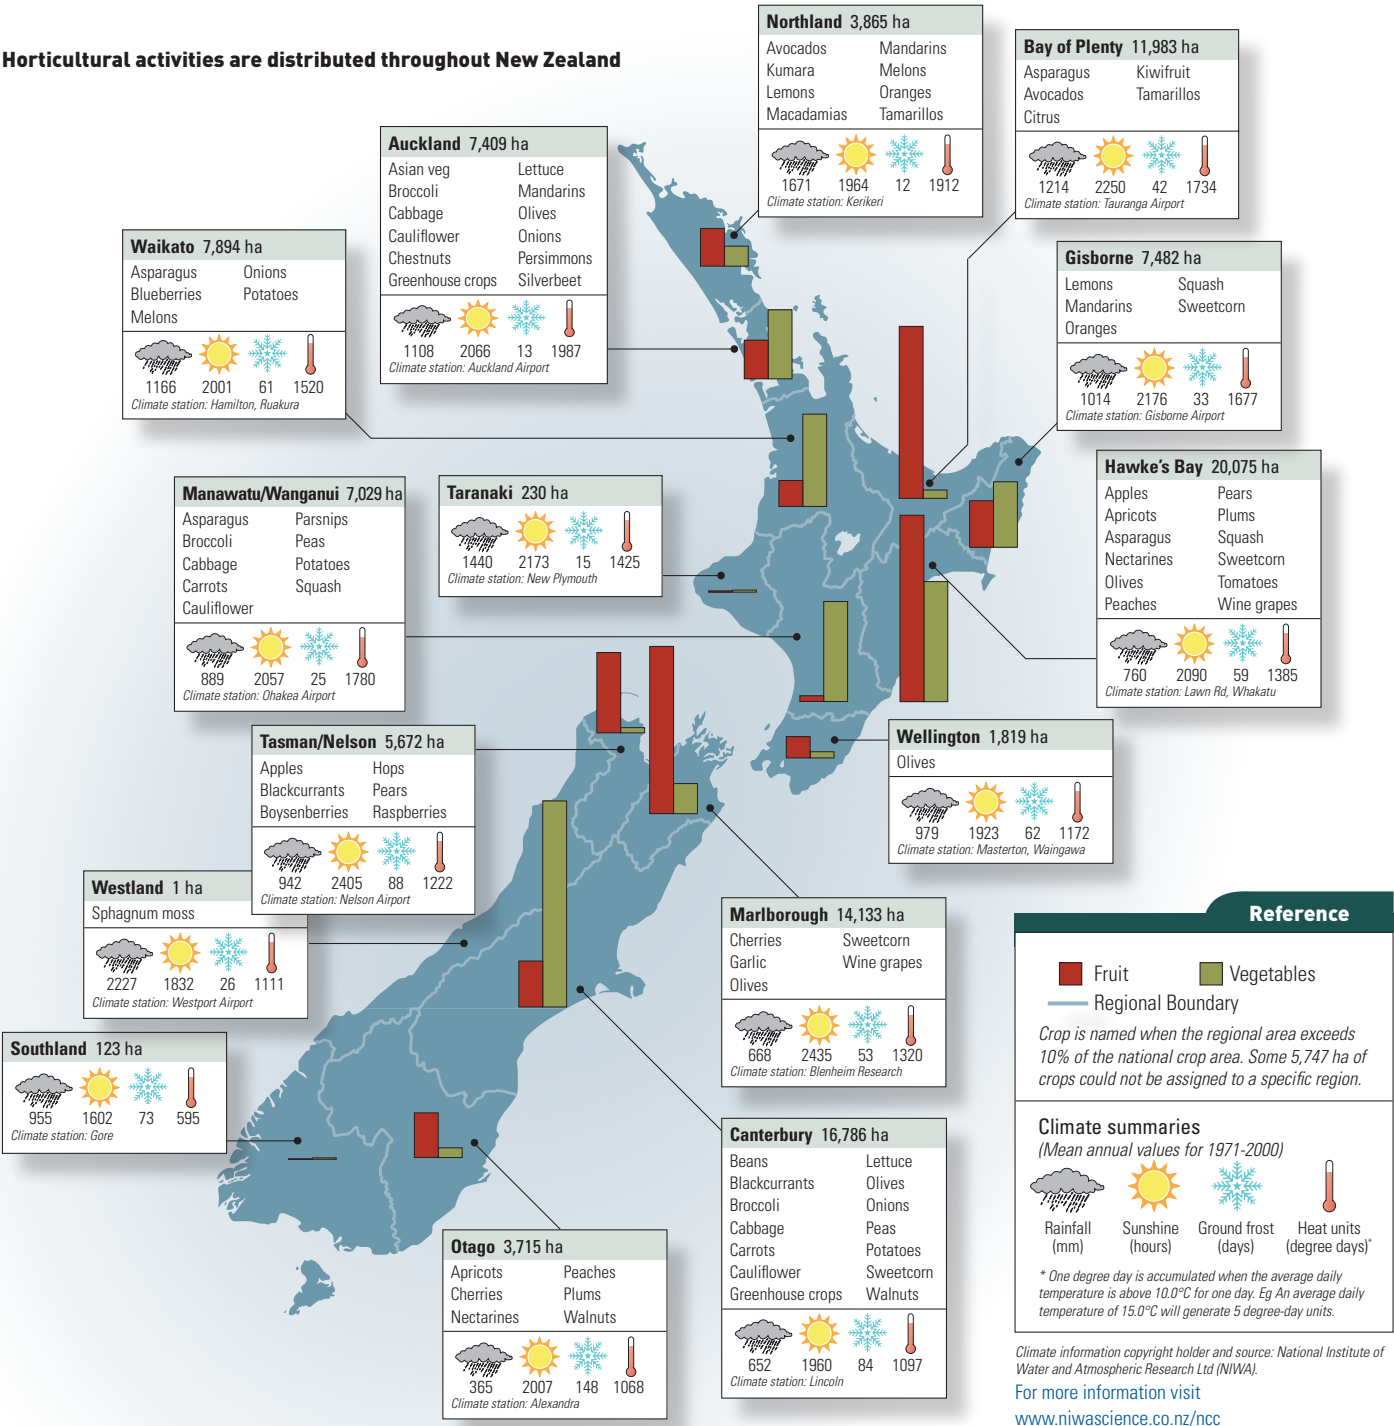 Horticultural activities are distributed throughout New Zealand
Northland 3,865 ha
Avocados Mandarins
Kumara Melons
Lemons Oranges
Macadamias Tamarillos
1671 1964 12 1912
Climate station: Kerikeri
Bay of Plenty 11,983 ha
Asparagus Kiwifruit
Avocados Tamarillos
Citrus
1214 2250 42 1734
Climate station: Tauranga Airport
Auckland 7,409 ha
Asian veg Lettuce
Broccoli Mandarins
Cabbage Olives
Cauliflower Onions
Chestnuts Persimmons
Greenhouse crops Silverbeet
1108 2066 13 1987
Climate station: Auckland Airport
Waikato 7,894 ha
Asparagus Onions
Blueberries Potatoes
Melons
1166 2001 61 1520
Climate station: Hamilton, Ruakura
Gisborne 7,482 ha
Lemons Squash
Mandarins Sweetcorn
Oranges
1014 2176 33 1677
Climate station: Gisborne Airport
Manawatu/Wanganui 7,029 ha
Asparagus Parsnips
Broccoli Peas
Cabbage Potatoes
Carrots Squash
Cauliflower
889 2057 25 1780
Climate station: Ohakea Airport
Taranaki 230 ha
1440 2173 15 1425
Climate station: New Plymouth
Hawke's Bay 20,075 ha
Apples Pears
Apricots Plums
Asparagus Squash
Nectarines Sweetcorn
Olives Tomatoes
Peaches Wine grapes
760 2090 59 1385
Climate station: Lawn Rd, Whakatu
Tasman/Nelson 5,672 ha
Apples Hops
Blackcurrants Pears
Boysenberries Raspberries
942 2405 88 1222
Climate station: Nelson Airport
Wellington 1,819 ha
Olives
979 1923 62 1172
Climate station: Masterton, Waingawa
Westland 1 ha
Sphagnum moss
2227 1832 26 1111
Climate station: Westport Airport
Marlborough 14,133 ha
Cherries Sweetcorn
Garlic Wine grapes
Olives
668 2435 53 1320
Climate station: Blenheim Research
Southland 123 ha
955 1602 73 595
Climate station: Gore
Canterbury 16,786 ha
Beans Lettuce
Blackcurrants Olives
Broccoli Onions
Cabbage Peas
Carrots Potatoes
Cauliflower Sweetcorn
Greenhouse crops Walnuts
652 1960 84 1097
Climate station: Lincoln
Otago 3,715 ha
Apricots Peaches
Cherries Plums
Nectarines Walnuts
365 2007 148 1068
Climate station: Alexandra
Reference
Fruit Vegetables
Regional Boundary
Crop is named when the regional area exceeds
10% of the national crop area. Some 5,747 ha of
crops could not be assigned to a specific region.
Climate summaries
(Mean annual values for 1971-2000)
Rainfall Sunshine Ground frost Heat units
(mm) (hours) (days) (degree days)*
* One degree day is accumulated when the average daily
temperature is above 10.0°C for one day. Eg An average daily
temperature of 15.0°C will generate 5 degree-day units.
Climate information copyright holder and source: National Institute of
Water and Atmospheric Research Ltd (NIWA).
For more information visit
www.niwascience.co.nz/ncc